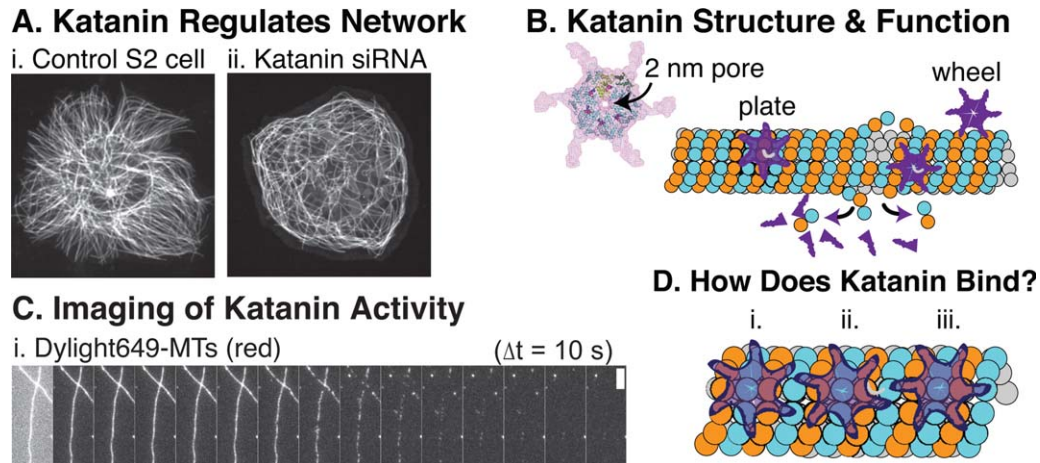 A. Katanin Regulates Network
i. Control S2 cell
ii. Katanin siRNA
B. Katanin Structure & Function
2 nm pore
plate
wheel
C. Imaging of Katanin Activity
i. Dylight649-MTs (red)
(Δt = 10 s)
D. How Does Katanin Bind?
i.
ii.
iii.